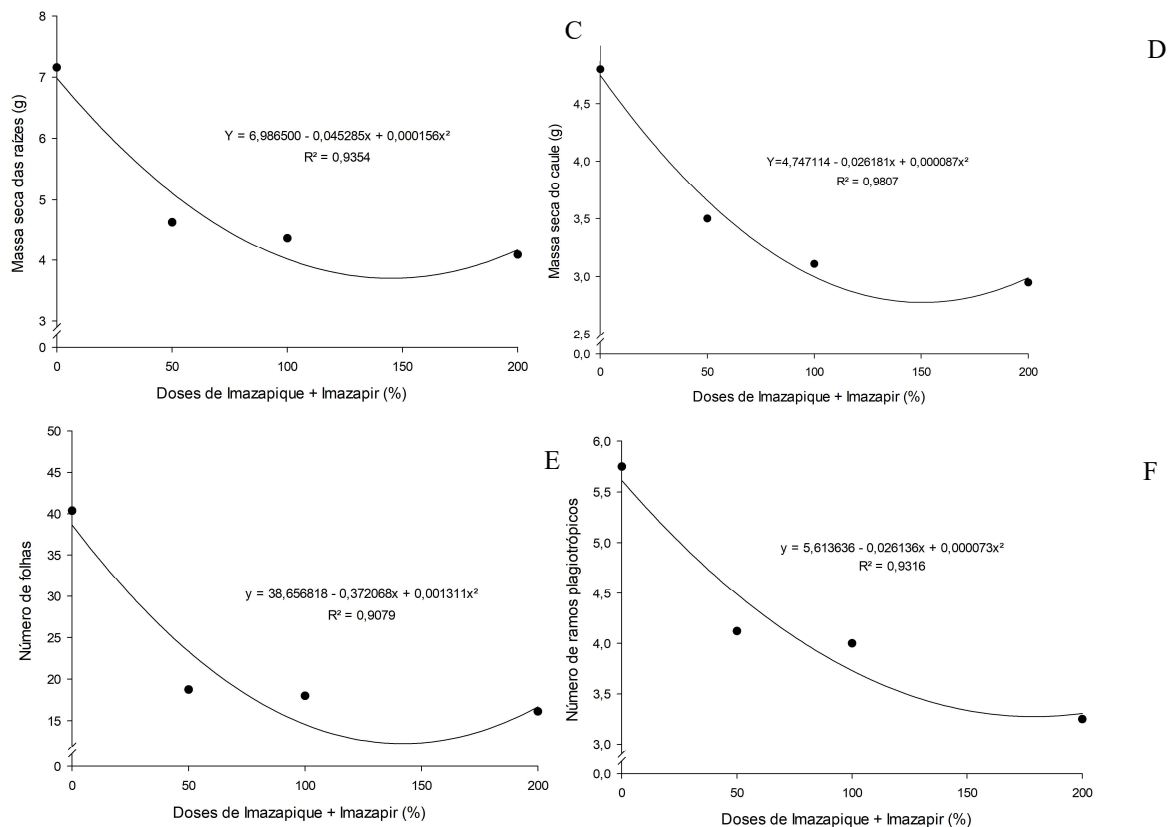 C
8
7
6
5
4
3
0
Massa seca das raízes (g)
Y = 6,986500 - 0,045285x + 0,000156x²
R² = 0,9354
0 50 100 150 200
Doses de Imazapique + Imazapir (%)
D
4,5
4,0
3,5
3,0
2,5
0,0
Massa seca do caule (g)
Y=4,747114 - 0,026181x + 0,000087x²
R² = 0,9807
0 50 100 150 200
Doses de Imazapique + Imazapir (%)
E
50
45
40
35
30
25
20
15
0
Número de folhas
y = 38,656818 - 0,372068x + 0,001311x²
R² = 0,9079
0 50 100 150 200
Doses de Imazapique + Imazapir (%)
F
6,0
5,5
5,0
4,5
4,0
3,5
3,0
0,0
Número de ramos plagiotrópicos
y = 5,613636 - 0,026136x + 0,000073x²
R² = 0,9316
0 50 100 150 200
Doses de Imazapique + Imazapir (%)